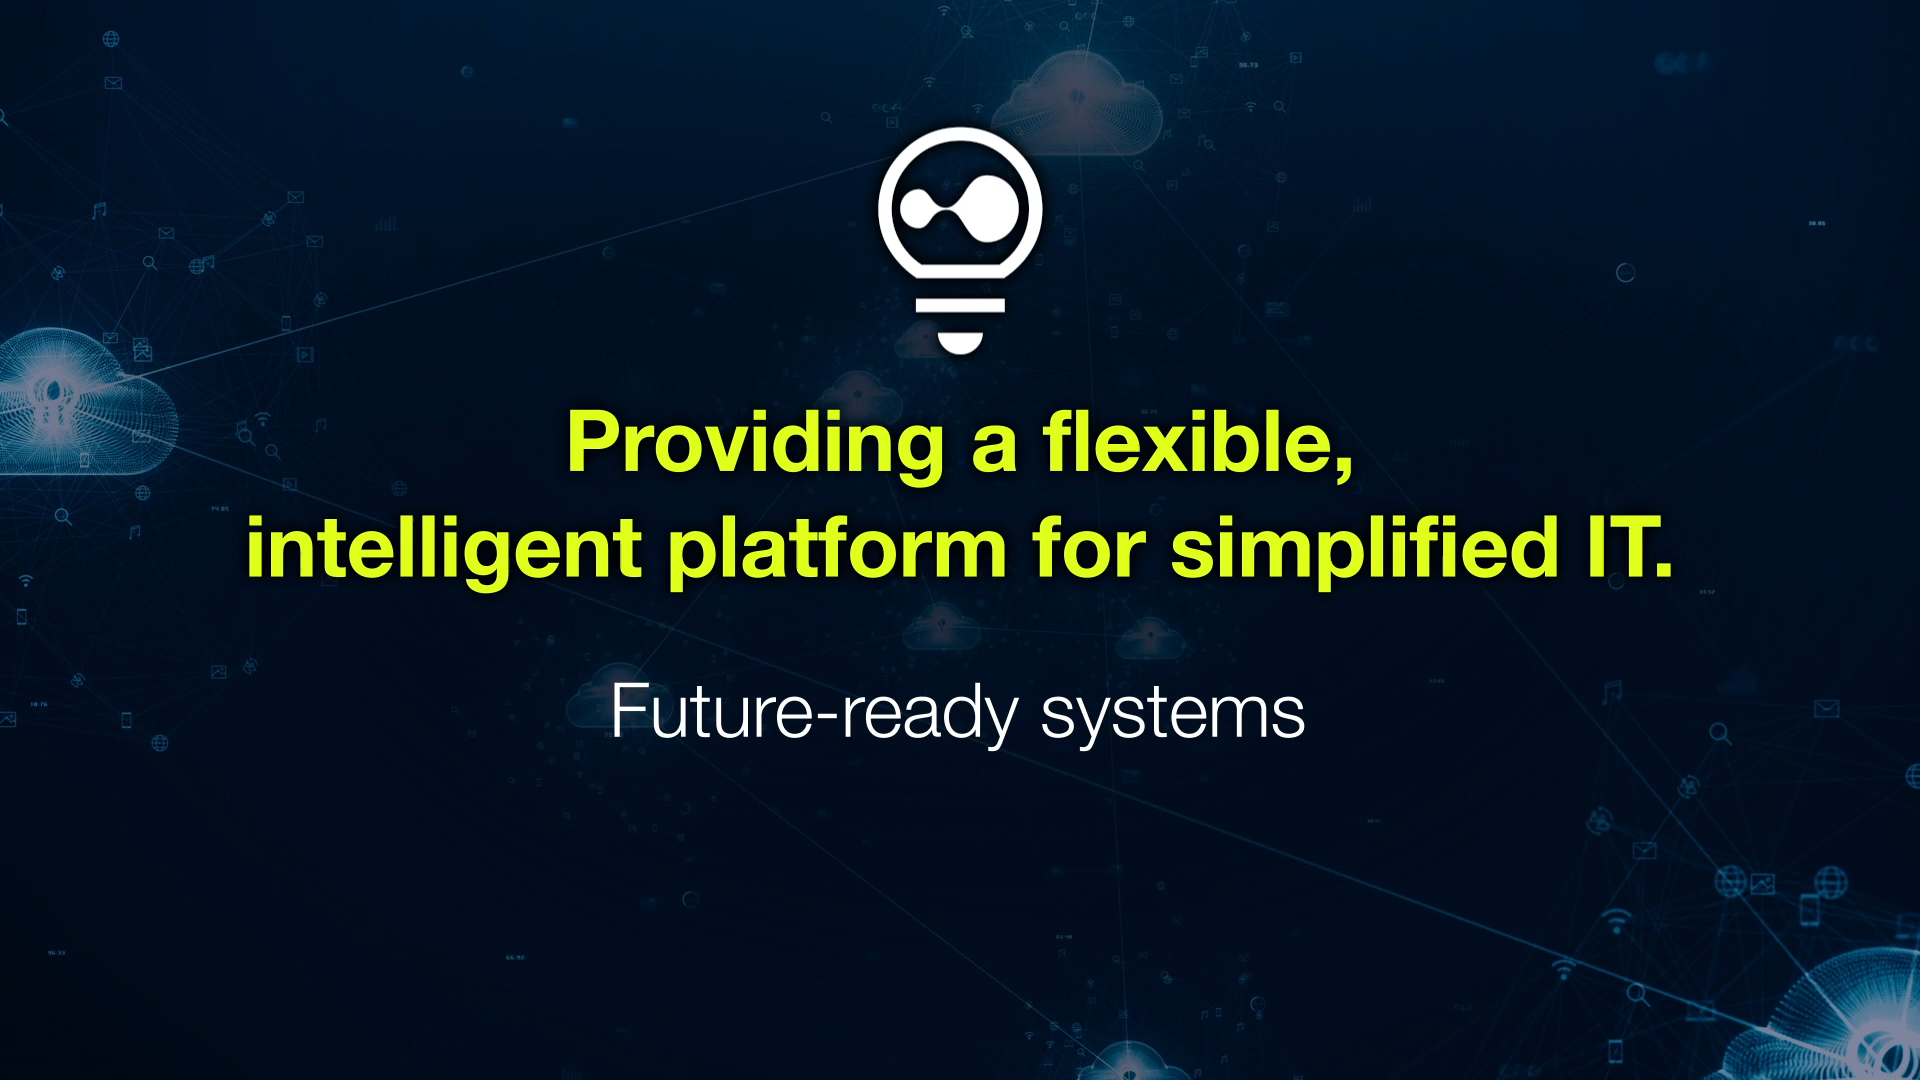 Providing a flexible,
intelligent platform for simplified IT.
Future-ready systems